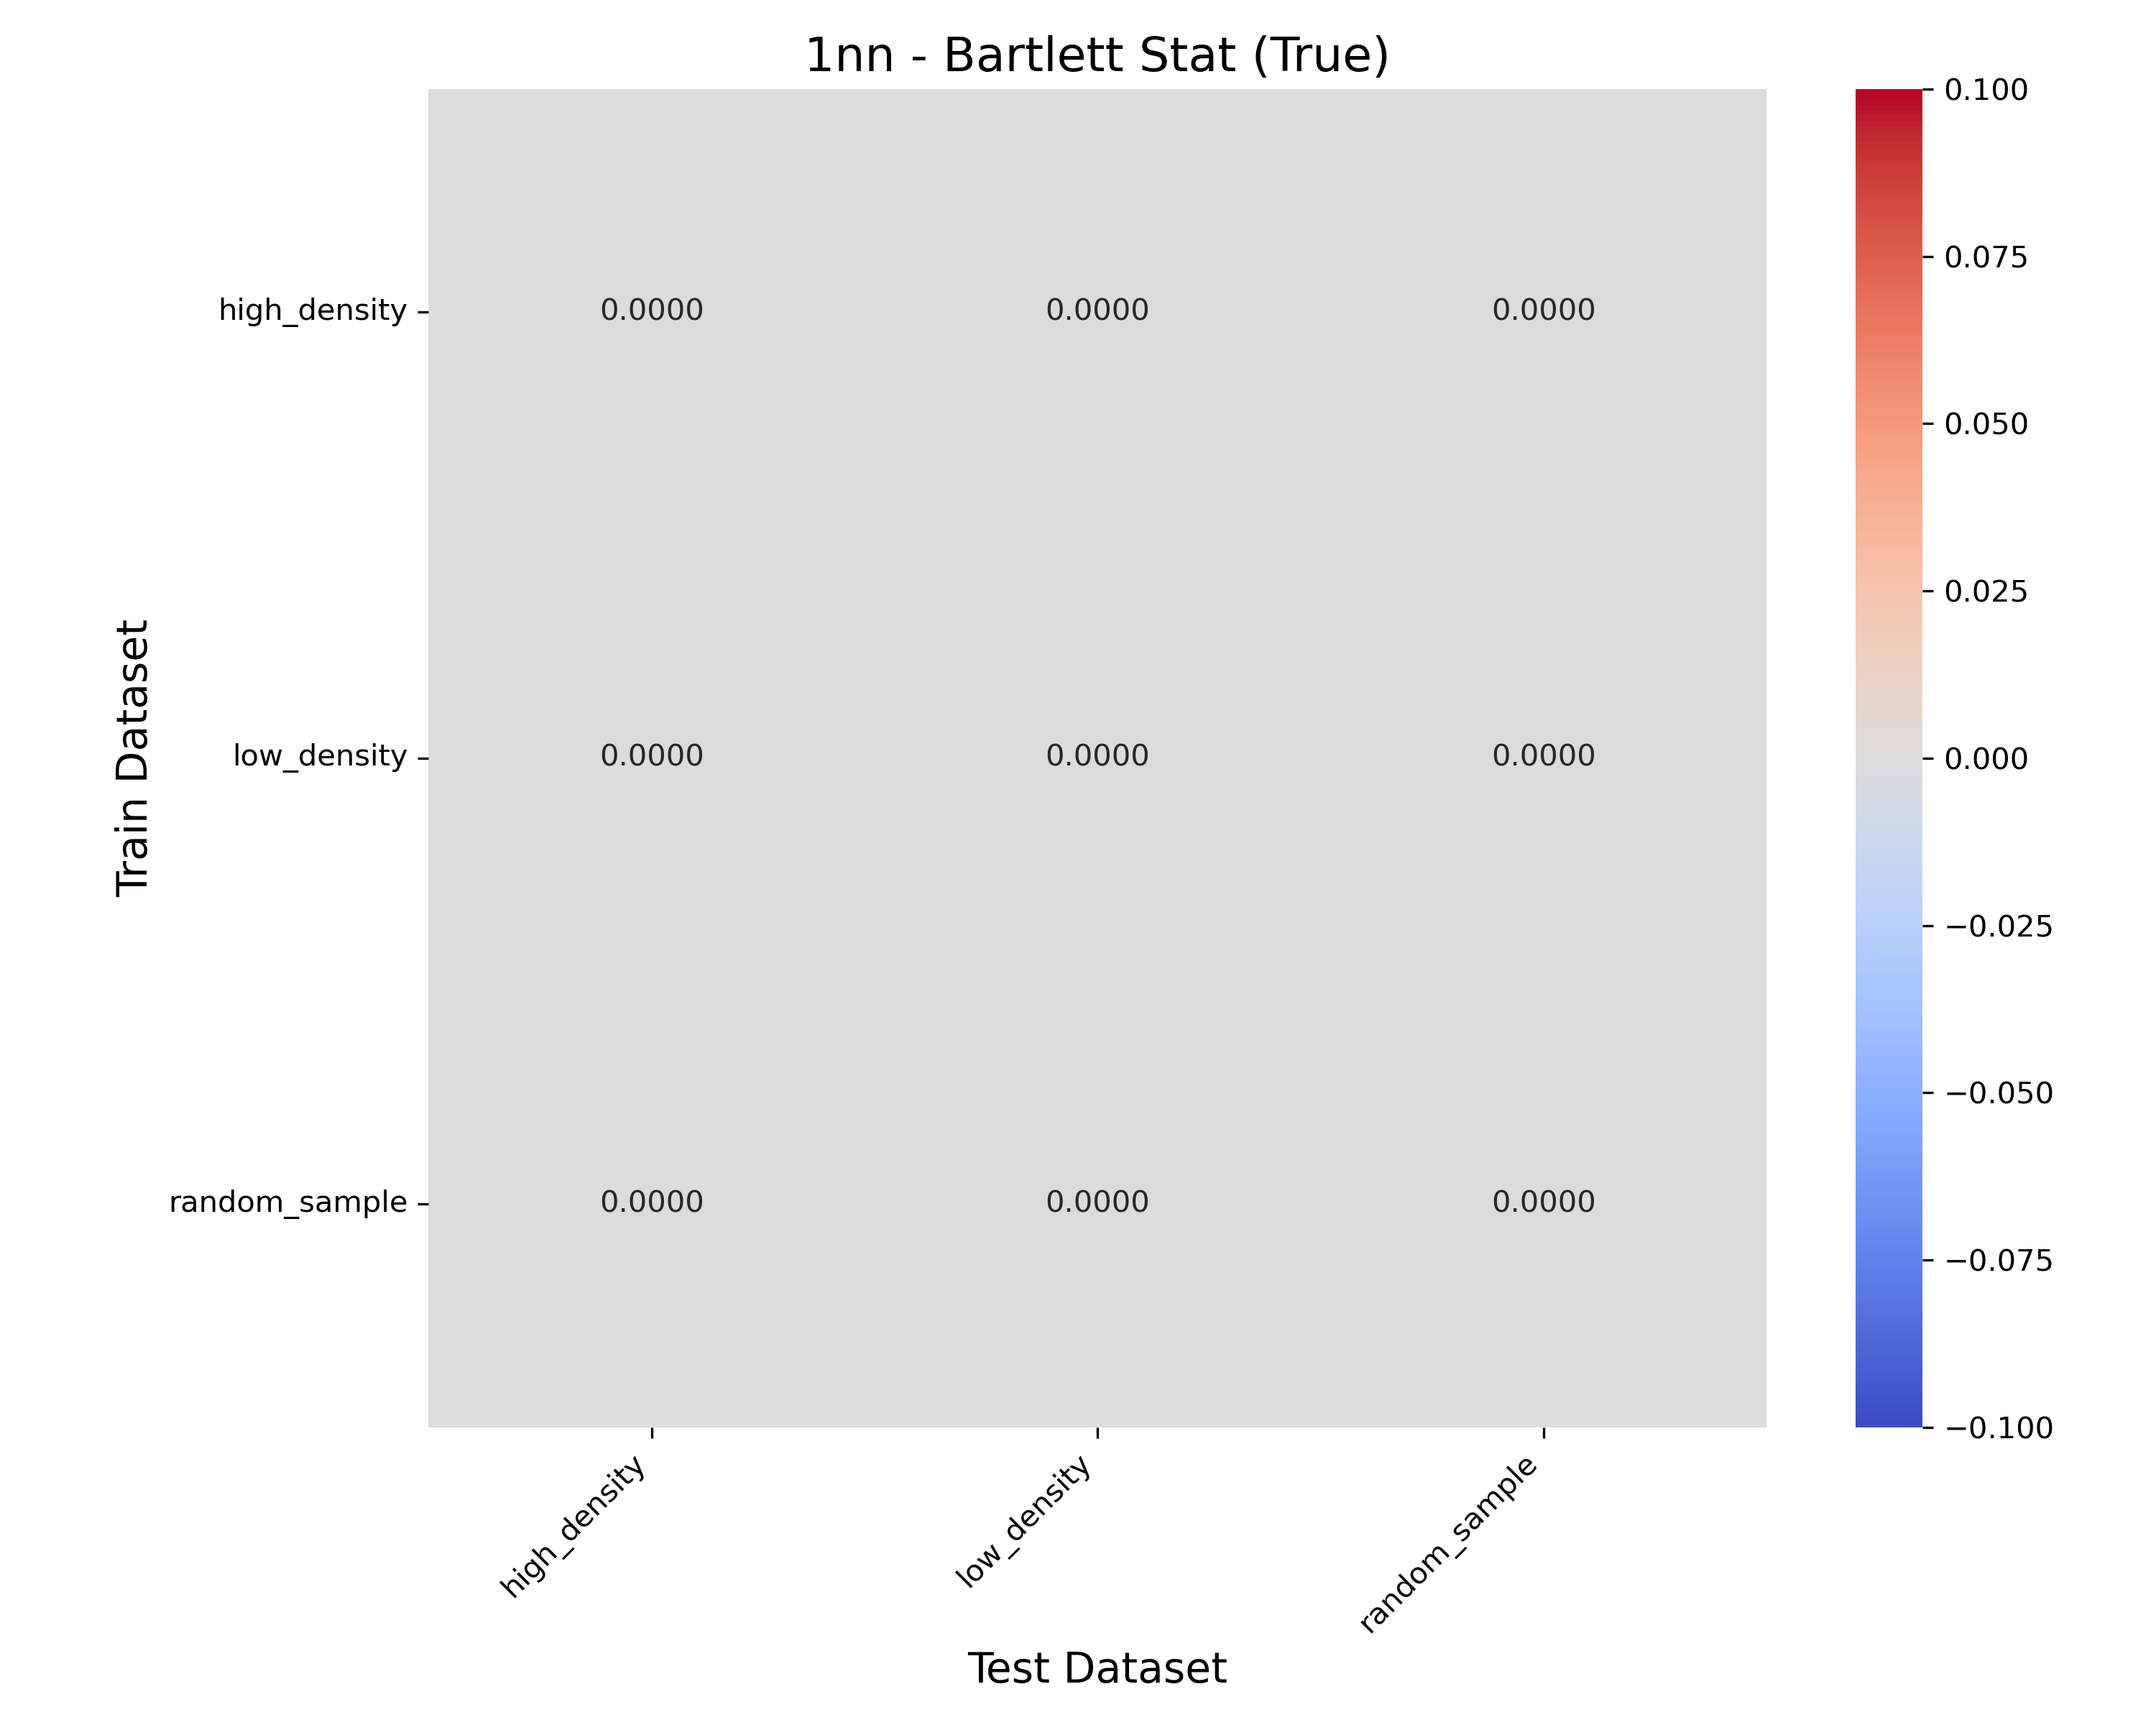 1nn - Bartlett Stat (True)
Train Dataset
high_density
0.0000 0.0000 0.0000
low_density
0.0000 0.0000 0.0000
random_sample
0.0000 0.0000 0.0000
high_density
low_density
random_sample
Test Dataset
0.100
0.075
0.050
0.025
0.000
−0.025
−0.050
−0.075
−0.100